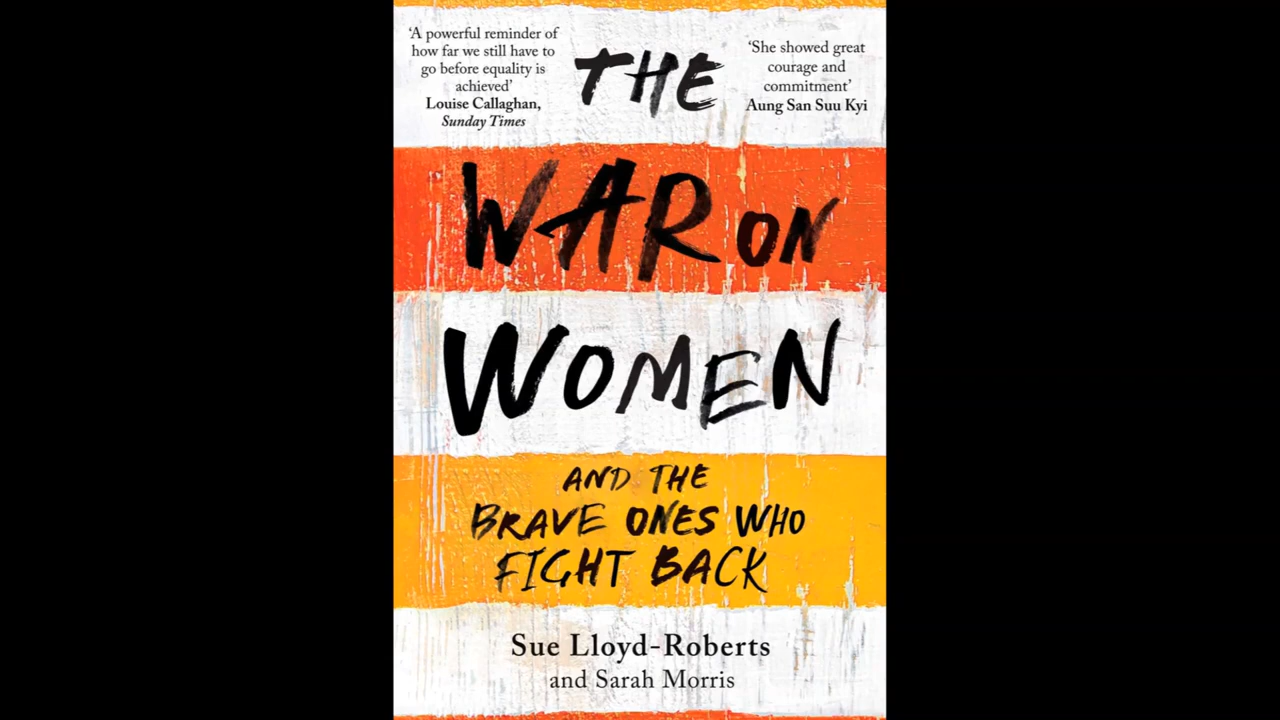 ‘A powerful reminder of
how far we still have to
go before equality is
achieved’
Louise Callaghan,
Sunday Times
THE
‘She showed great
courage and
commitment’
Aung San Suu Kyi
WAR ON
WOMEN
AND THE
BRAVE ONES WHO
FIGHT BACK
Sue Lloyd-Roberts
and Sarah Morris